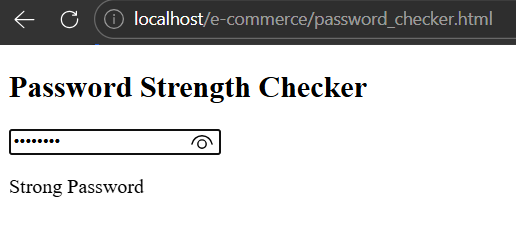 localhost/e-commerce/password_checker.html
Password Strength Checker
••••••••
Strong Password